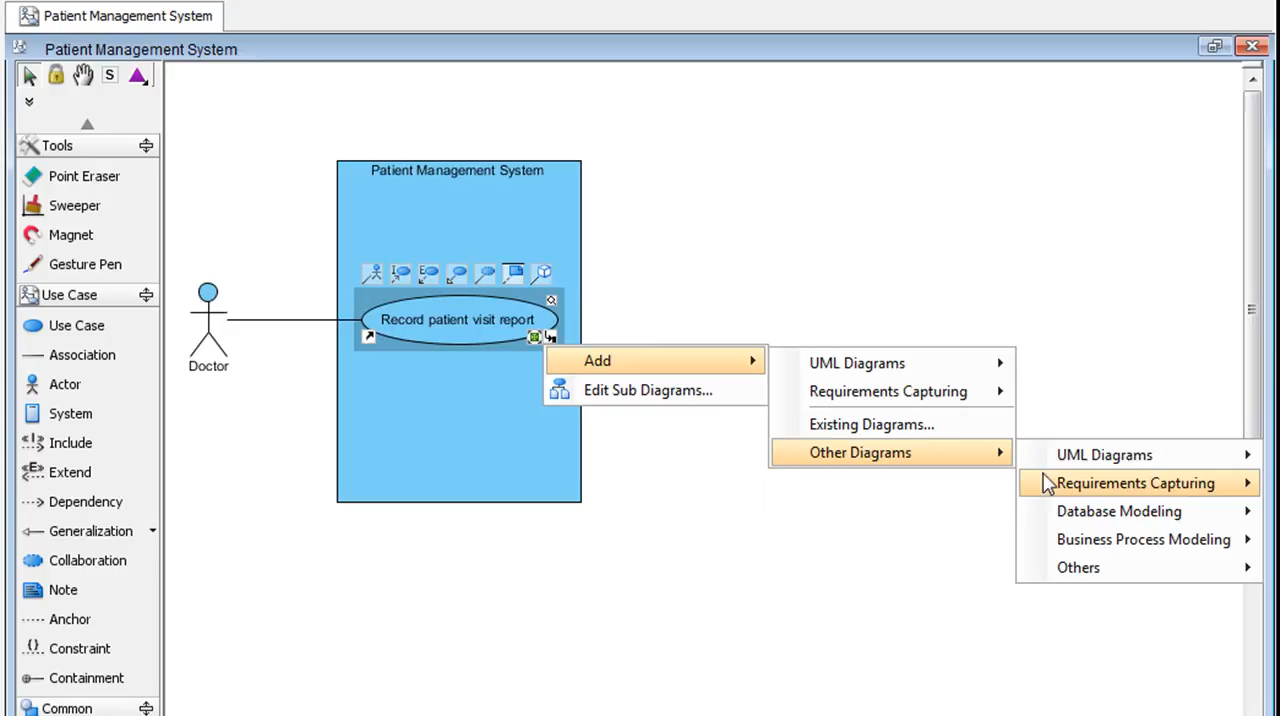 Patient Management System
Patient Management System
S
Tools
Point Eraser
Sweeper
Magnet
Gesture Pen
Use Case
Use Case
Association
Actor
System
Include
Extend
Dependency
Generalization
Collaboration
Note
Anchor
Constraint
Containment
Common
Patient Management System
Record patient visit report
Doctor
Add
Edit Sub Diagrams...
UML Diagrams
Requirements Capturing
Existing Diagrams...
Other Diagrams
UML Diagrams
Requirements Capturing
Database Modeling
Business Process Modeling
Others